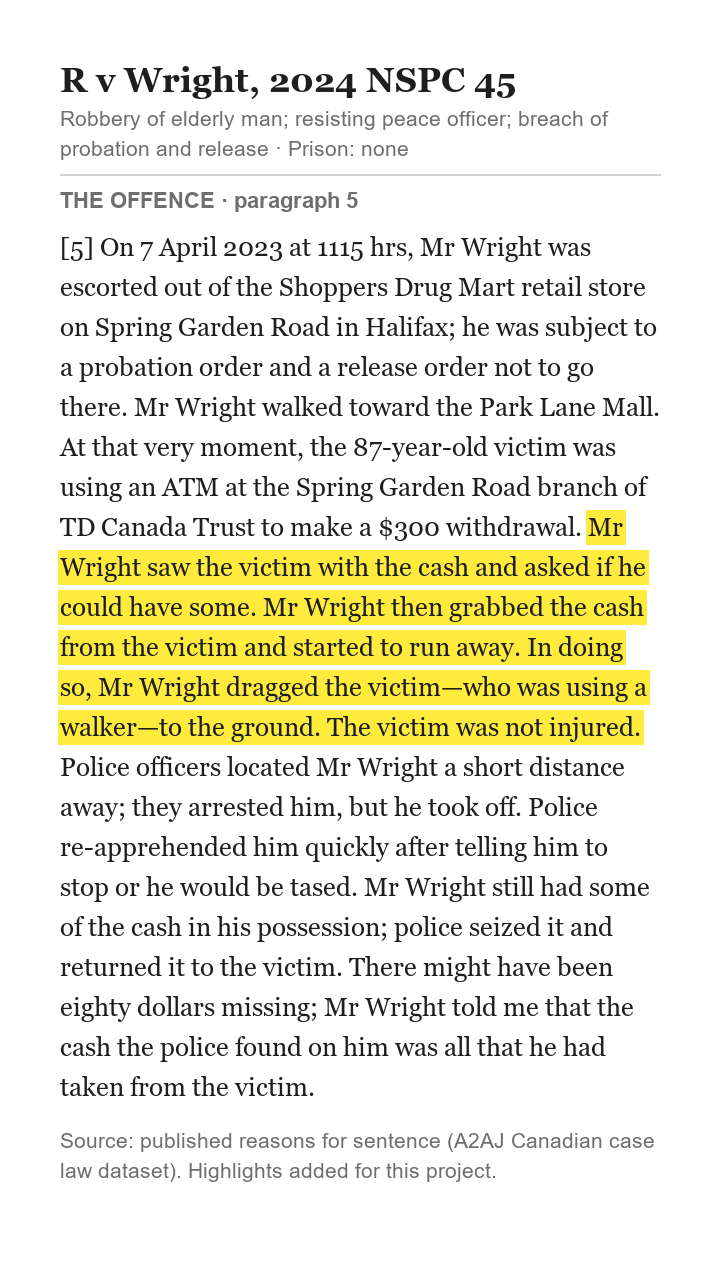 R v Wright, 2024 NSPC 45
Robbery of elderly man; resisting peace officer; breach of
probation and release · Prison: none
THE OFFENCE · paragraph 5
[5] On 7 April 2023 at 1115 hrs, Mr Wright was
escorted out of the Shoppers Drug Mart retail store
on Spring Garden Road in Halifax; he was subject to
a probation order and a release order not to go
there. Mr Wright walked toward the Park Lane Mall.
At that very moment, the 87-year-old victim was
using an ATM at the Spring Garden Road branch of
TD Canada Trust to make a $300 withdrawal. Mr
Wright saw the victim with the cash and asked if he
could have some. Mr Wright then grabbed the cash
from the victim and started to run away. In doing
so, Mr Wright dragged the victim—who was using a
walker—to the ground. The victim was not injured.
Police officers located Mr Wright a short distance
away; they arrested him, but he took off. Police
re-apprehended him quickly after telling him to
stop or he would be tased. Mr Wright still had some
of the cash in his possession; police seized it and
returned it to the victim. There might have been
eighty dollars missing; Mr Wright told me that the
cash the police found on him was all that he had
taken from the victim.
Source: published reasons for sentence (A2AJ Canadian case
law dataset). Highlights added for this project.